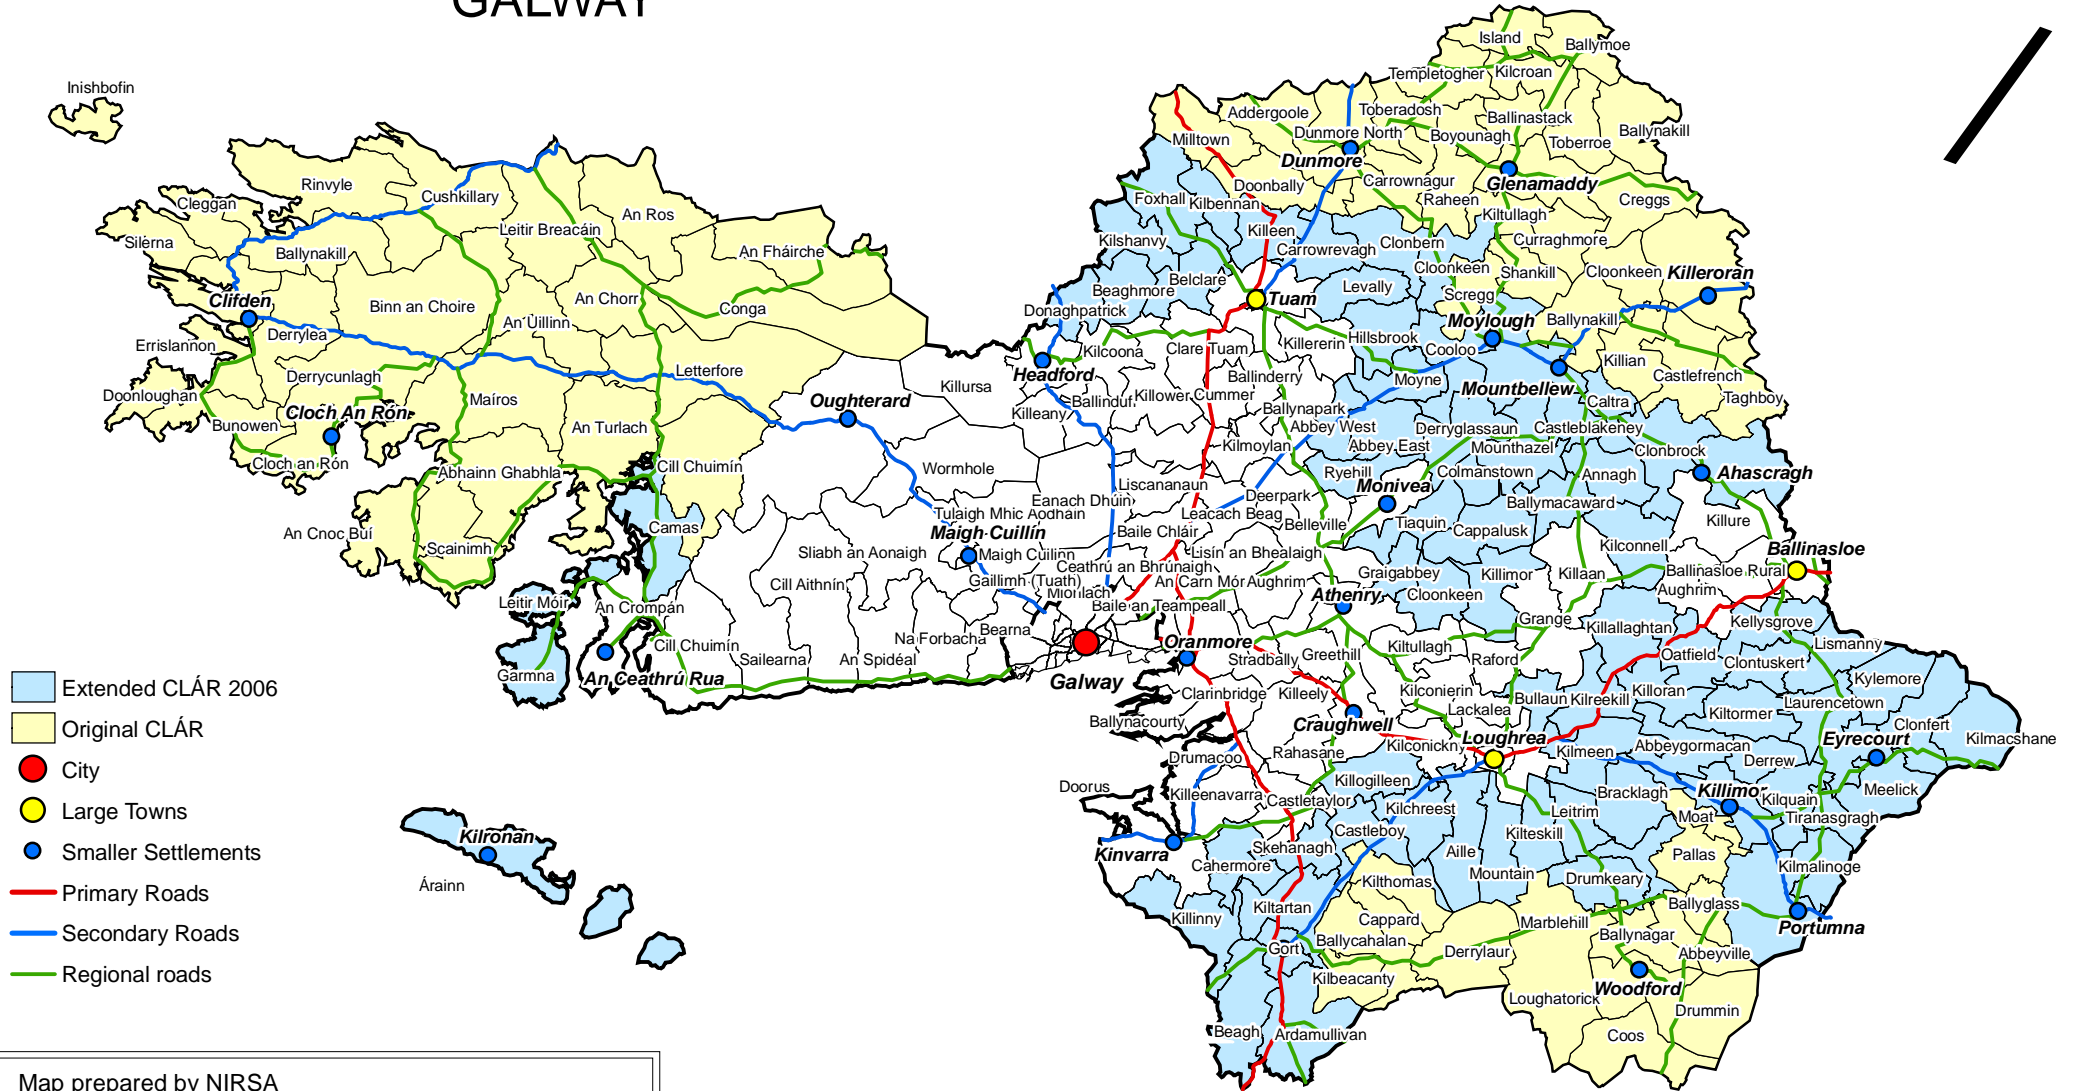 GALWAY
Inishbofin
Island
Ballymoe
Templetogher
Kilcroan
Addergoole
Toberadosh
Ballinastack
Milltown
Dunmore North
Boyounagh
Toberroe
Ballynakill
Dunmore
Glenamaddy
Rinvyle
Cushkillary
Doonbally
Carrownagur
Raheen
Creggs
Cleggan
An Ros
Foxhall
Kilbennan
Kiltullagh
Leitir Breacáin
Silerna
Ballynakill
An Fháirche
Kilshanvy
Killeen
Carrowrevagh
Clonbern
Curraghmore
Cloonkeen
Shankill
Cloonkeen
Killeroran
Clifden
Binn an Choire
An Chorr
Conga
Belclare
Beaghmore
Tuam
Levally
Scregg
Donaghpatrick
Moylough
Ballynakill
Derrylea
An Uillinn
Errislannon
Kilcoona
Clare Tuam
Killererin
Hillsbrook
Cooloo
Killian
Headford
Derrycunlagh
Letterfore
Killursa
Ballinderry
Moyne
Mountbellew
Castlefrench
Doonloughan
Cloch An Rón
Maíros
Oughterard
Killeany
Ballinduff
Killower
Cummer
Ballynapark
Caltra
Taghboy
Bunowen
An Turlach
Abbey West
Derryglassaun
Castleblakeney
Kilmoylan
Abbey East
Mounthazel
Clonbrock
Cloch an Rón
Abhainn Ghabhla
Cill Chuimín
Wormhole
Ryehill
Colmanstown
Annagh
Ahascragh
Liscananaun
Monivea
Eanach Dhúin
Deerpark
Ballymacaward
An Cnoc Buí
Camas
Tulaigh Mhic Aodhain
Leacach Beag
Belleville
Tiaquin
Cappalusk
Killure
Maigh Cuillín
Baile Chláir
Scainimh
Sliabh an Aonaigh
Maigh Cuilinn
Lisín an Bhealaigh
Kilconnell
Ballinasloe
Ceathrú an Bhrúnaigh
Cill Aithnín
Gaillimh (Tuath)
An Carn Mór
Aughrim
Graigabbey
Killimor
Killaan
Ballinasloe Rural
Mionlach
Athenry
Cloonkeen
Aughrim
Leitir Móir
An Crompán
Baile an Teampeall
Grange
Killallaghtan
Kellysgrove
Na Forbacha
Bearna
Oranmore
Cill Chuimín
Sailearna
An Spidéal
Stradbally
Greethill
Kiltullagh
Raford
Oatfield
Clontuskert
Lismanny
Garmna
An Ceathrú Rua
Galway
Clarinbridge
Killeely
Kilconierin
Bullaun
Kilreekill
Killoran
Kylemore
Extended CLÁR 2006
Ballynacourty
Craughwell
Lackalea
Kiltormer
Laurencetown
Original CLÁR
Loughrea
Clonfert
Eyrecourt
Kilmacshane
City
Drumacoo
Rahasane
Kilconickny
Kilmeen
Abbeygormacan
Derrew
Doorus
Killeenavarra
Castletaylor
Killogilleen
Bracklagh
Killimor
Kilquain
Meelick
Large Towns
Kilchreest
Leitrim
Moat
Tiranasgragh
Kilronan
Castleboy
Kilteskill
Smaller Settlements
Kinvarra
Cahermore
Skehanagh
Aille
Pallas
Kilmalinoge
Primary Roads
Árainn
Kilthomas
Mountain
Drumkeary
Killinny
Kiltartan
Cappard
Marblehill
Ballyglass
Portumna
Secondary Roads
Gort
Ballycahalan
Derrylaur
Ballynagar
Abbeyville
Regional roads
Kilbeacanty
Loughatorick
Woodford
Drummin
Beagh
Ardamullivan
Coos
Map prepared by NIRSA